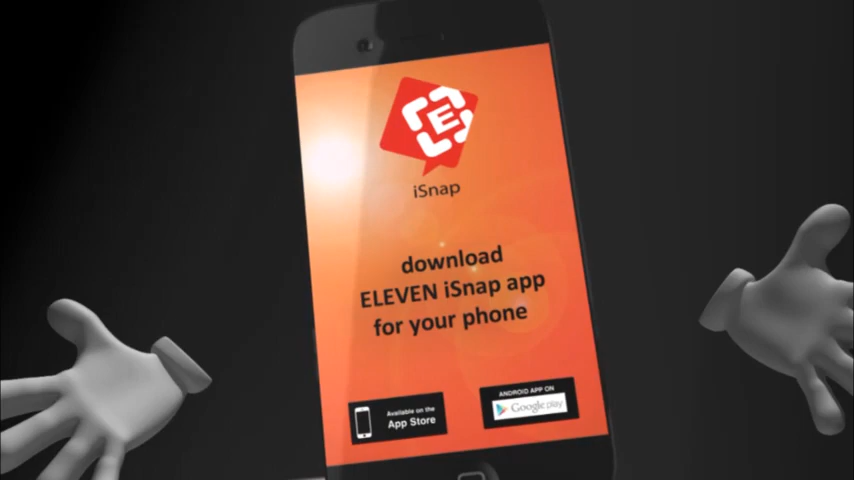 E
iSnap
download
ELEVEN iSnap app
for your phone
Available on the
App Store
ANDROID APP ON
Google play